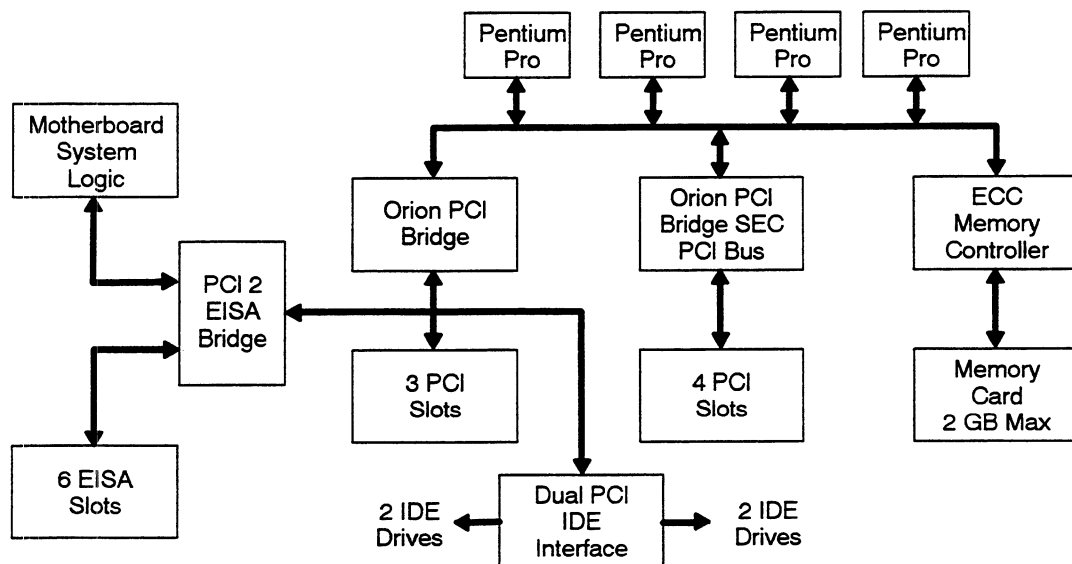 Pentium
Pro
Pentium
Pro
Pentium
Pro
Pentium
Pro
Motherboard
System
Logic
Orion PCI
Bridge
Orion PCI
Bridge SEC
PCI Bus
ECC
Memory
Controller
PCI 2
EISA
Bridge
3 PCI
Slots
4 PCI
Slots
Memory
Card
2 GB Max
6 EISA
Slots
2 IDE
Drives
Dual PCI
IDE
Interface
2 IDE
Drives